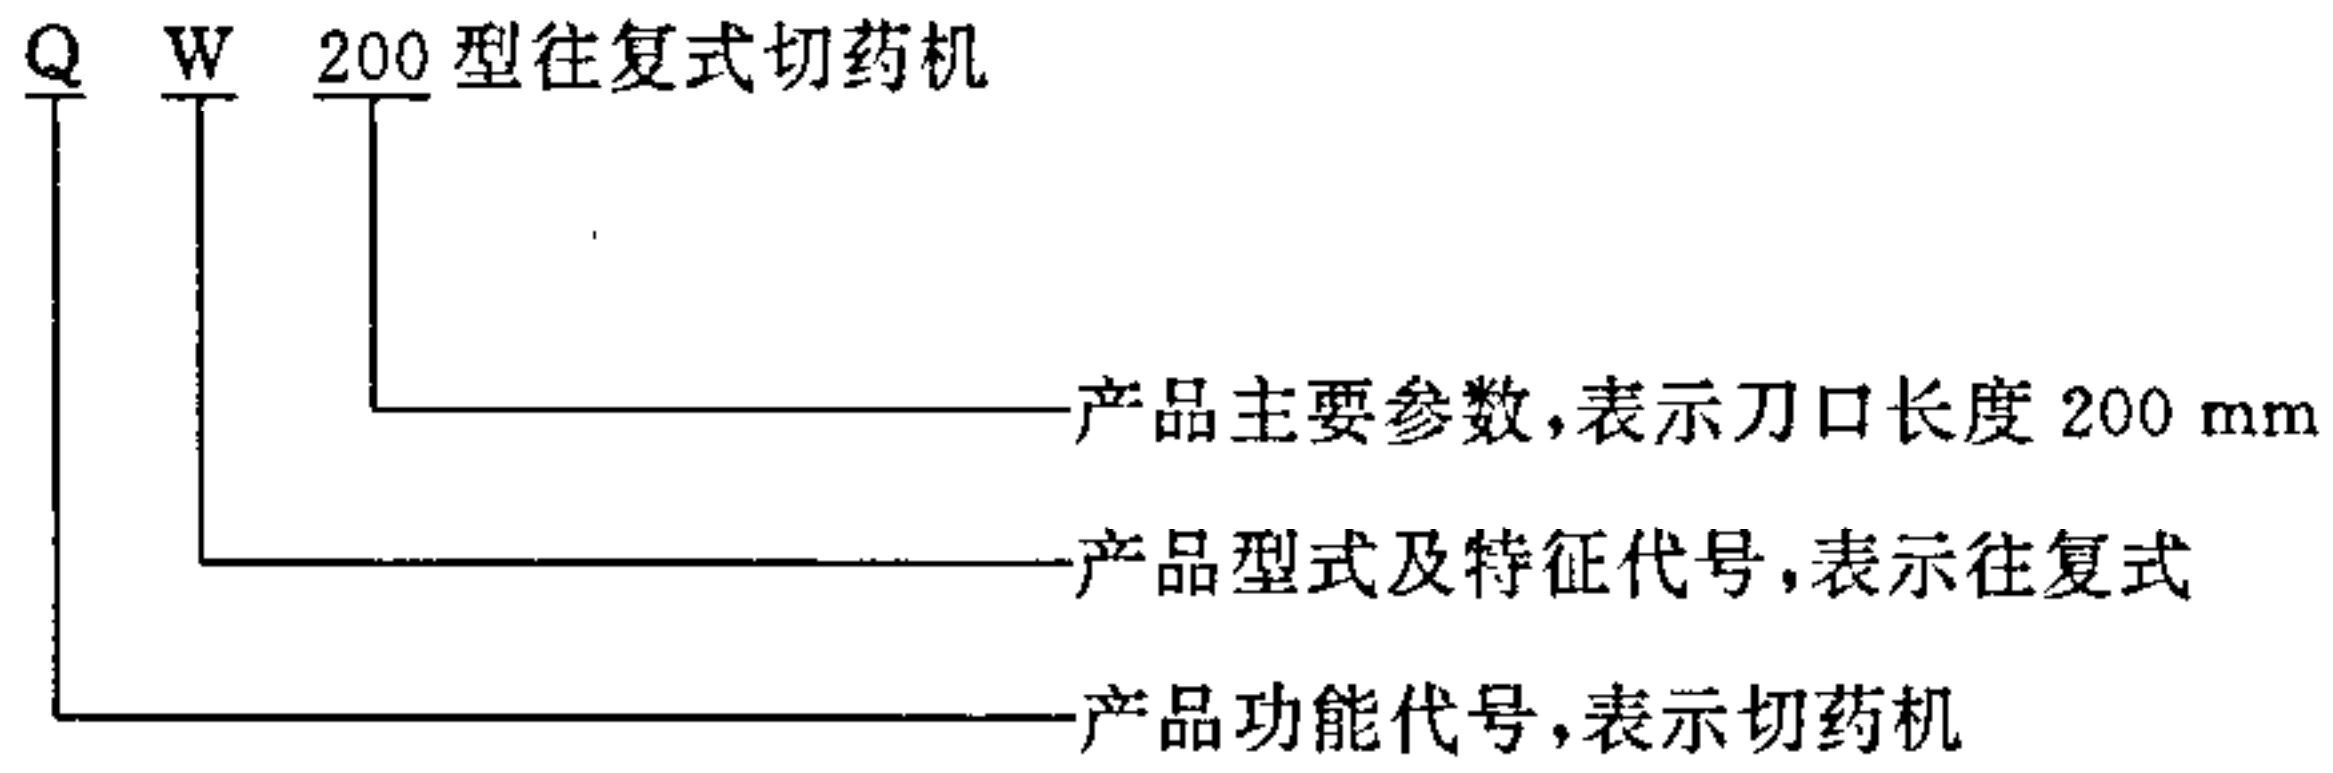 Q W 200型往复式切药机
产品主要参数,表示刀口长度 200 mm
产品型式及特征代号,表示往复式
产品功能代号,表示切药机